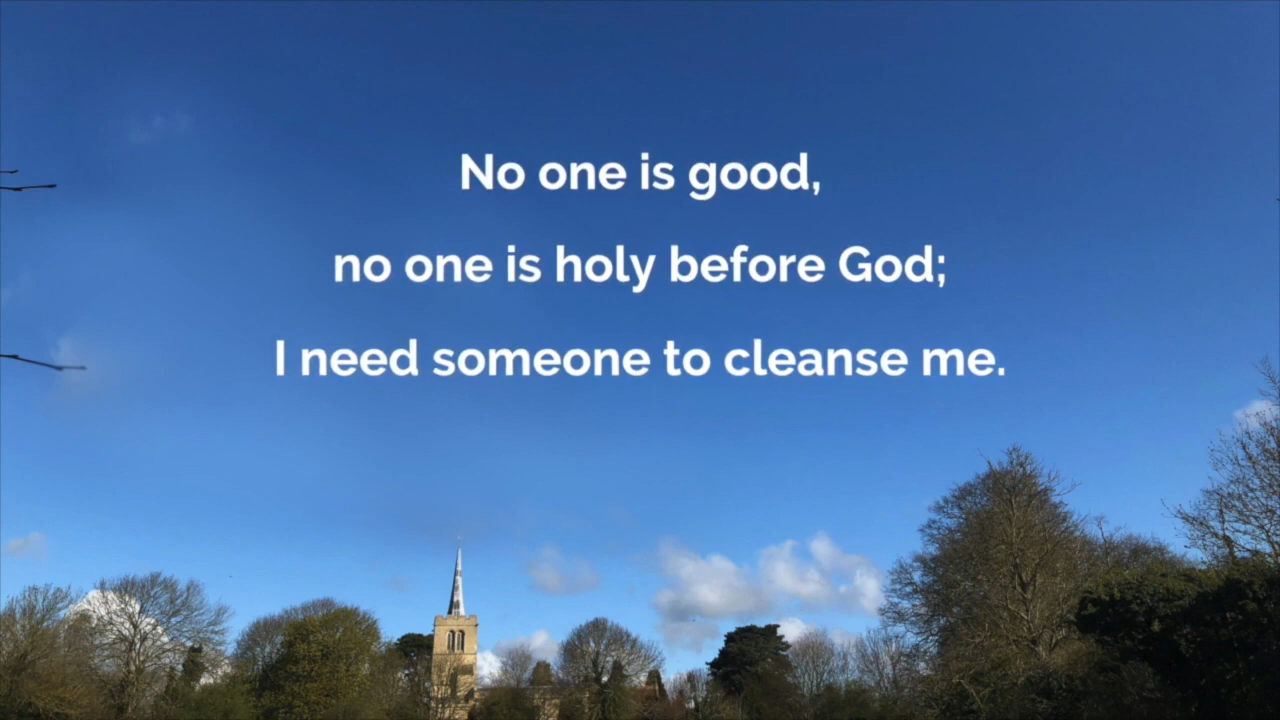 No one is good,
no one is holy before God;
I need someone to cleanse me.